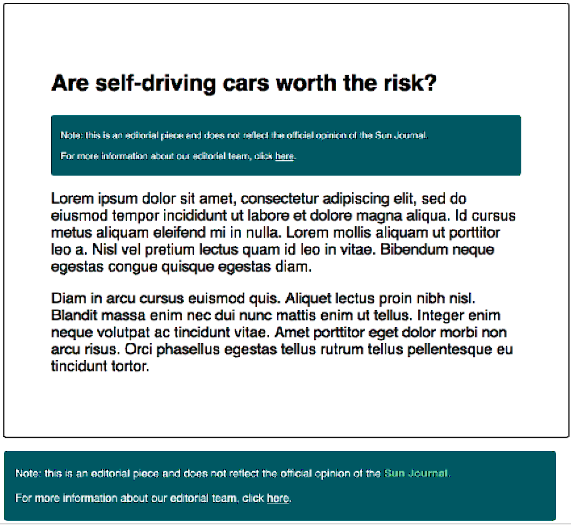 Are self-driving cars worth the risk?
Note: this is an editorial piece and does not reflect the official opinion of the Sun Journal.
For more information about our editorial team, click here.
Lorem ipsum dolor sit amet, consectetur adipiscing elit, sed do
eiusmod tempor incididunt ut labore et dolore magna aliqua. Id cursus
metus aliquam eleifend mi in nulla. Lorem mollis aliquam ut porttitor
leo a. Nisl vel pretium lectus quam id leo in vitae. Bibendum neque
egestas congue quisque egestas diam.
Diam in arcu cursus euismod quis. Aliquet lectus proin nibh nisl.
Blandit massa enim nec dui nunc mattis enim ut tellus. Integer enim
neque volutpat ac tincidunt vitae. Amet porttitor eget dolor morbi non
arcu risus. Orci phasellus egestas tellus rutrum tellus pellentesque eu
tincidunt tortor.
Note: this is an editorial piece and does not reflect the official opinion of the Sun Journal.
For more information about our editorial team, click here.